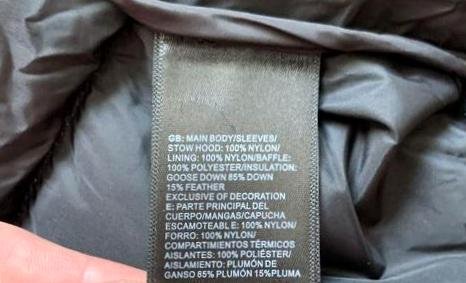 GB: MAIN BODY/SLEEVES/
STOW HOOD: 100% NYLON/
LINING: 100% NYLON/BAFFLE:
100% POLYESTER/INSULATION:
GOOSE DOWN 85% DOWN
15% FEATHER
EXCLUSIVE OF DECORATION
E: PARTE PRINCIPAL DEL
CUERPO/MANGAS/CAPUCHA
ESCAMOTEABLE: 100% NYLON/
FORRO: 100% NYLON/
COMPARTIMENTOS TÉRMICOS
AISLANTES: 100% POLIÉSTER/
AISLAMIENTO: PLUMÓN DE
GANSO 85% PLUMÓN 15%PLUMA